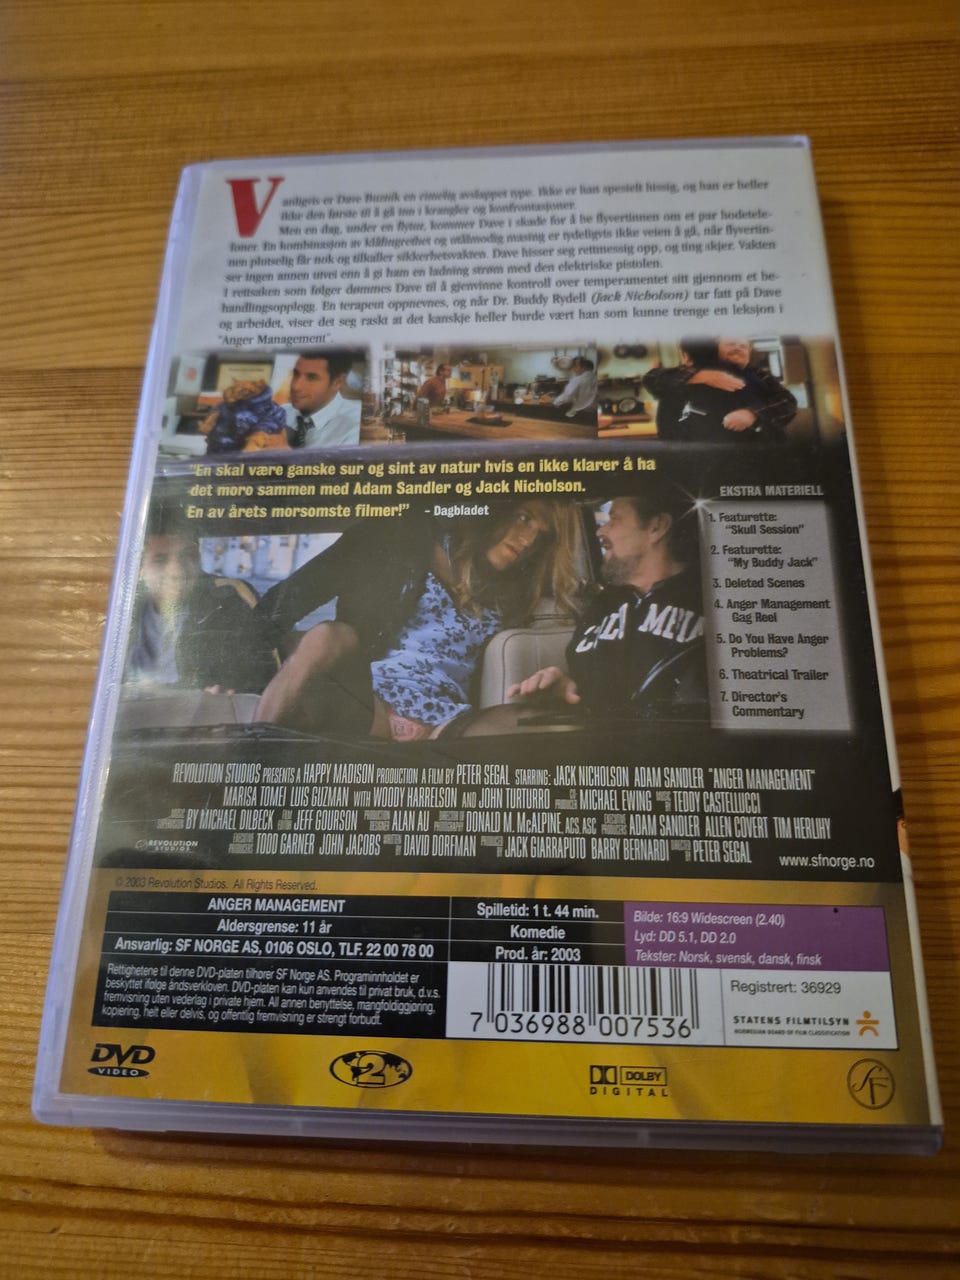 Vanligvis er Dave Buznik en rimelig avslappet type. Ikke er han spesielt hissig, og han er heller
ikke den første til å gå inn i krangler og konfrontasjoner.
Men en dag, under en flytur, kommer Dave i skade for å be flyvertinnen om et par hodetele-
foner. En kombinasjon av klåfingrethet og utålmodig masing er tydeligvis ikke veien å gå, når flyvertin-
nen plutselig får nok og tilkaller sikkerhetsvakten. Dave hisser seg rettmessig opp, og ting skjer. Vakten
ser ingen annen utvei enn å gi ham en ladning strøm med den elektriske pistolen.
I rettsaken som følger dømmes Dave til å gjenvinne kontroll over temperamentet sitt gjennom et be-
handlingsopplegg. En terapeut oppnevnes, og når Dr. Buddy Rydell (Jack Nicholson) tar fatt på Dave
og arbeidet, viser det seg raskt at det kanskje heller burde vært han som kunne trenge en leksjon i
"Anger Management".
"En skal være ganske sur og sint av natur hvis en ikke klarer å ha
det moro sammen med Adam Sandler og Jack Nicholson.
En av årets morsomste filmer!" - Dagbladet
EKSTRA MATERIELL
1. Featurette:
"Skull Session"
2. Featurette:
"My Buddy Jack"
3. Deleted Scenes
4. Anger Management
Gag Reel
5. Do You Have Anger
Problems?
6. Theatrical Trailer
7. Director's
Commentary
REVOLUTION STUDIOS PRESENTS A HAPPY MADISON PRODUCTION A FILM BY PETER SEGAL STARRING: JACK NICHOLSON ADAM SANDLER "ANGER MANAGEMENT"
MARISA TOMEI LUIS GUZMAN WITH WOODY HARRELSON AND JOHN TURTURRO CO PRODUCER MICHAEL EWING MUSIC BY TEDDY CASTELLUCCI
MUSIC SUPERVISION BY MICHAEL DILBECK FILM EDITOR JEFF GOURSON PRODUCTION DESIGNER ALAN AU DIRECTOR OF PHOTOGRAPHY DONALD M. McALPINE, ACS, ASC EXECUTIVE PRODUCERS ADAM SANDLER ALLEN COVERT TIM HERLIHY
EXECUTIVE PRODUCERS TODD GARNER JOHN JACOBS WRITTEN BY DAVID DORFMAN PRODUCED BY JACK GIARRAPUTO BARRY BERNARDI DIRECTED BY PETER SEGAL
REVOLUTION STUDIOS
www.sfnorge.no
© 2003 Revolution Studios. All Rights Reserved.
ANGER MANAGEMENT
Aldersgrense: 11 år
Ansvarlig: SF NORGE AS, 0106 OSLO, TLF. 22 00 78 00
Spilletid: 1 t. 44 min.
Komedie
Prod. år: 2003
Bilde: 16:9 Widescreen (2.40)
Lyd: DD 5.1, DD 2.0
Tekster: Norsk, svensk, dansk, finsk
Rettighetene til denne DVD-platen tilhører SF Norge AS. Programinnholdet er
beskyttet ifølge åndsverkloven. DVD-platen kan kun anvendes til privat bruk, d.v.s.
fremvisning uten vederlag i private hjem. All annen benyttelse, mangfoldiggjøring,
kopiering, helt eller delvis, og offentlig fremvisning er strengt forbudt.
7 036988 007536
Registrert: 36929
STATENS FILMTILSYN
NORWEGIAN BOARD OF FILM CLASSIFICATION
DVD
VIDEO
2
DOLBY
DIGITAL
SF